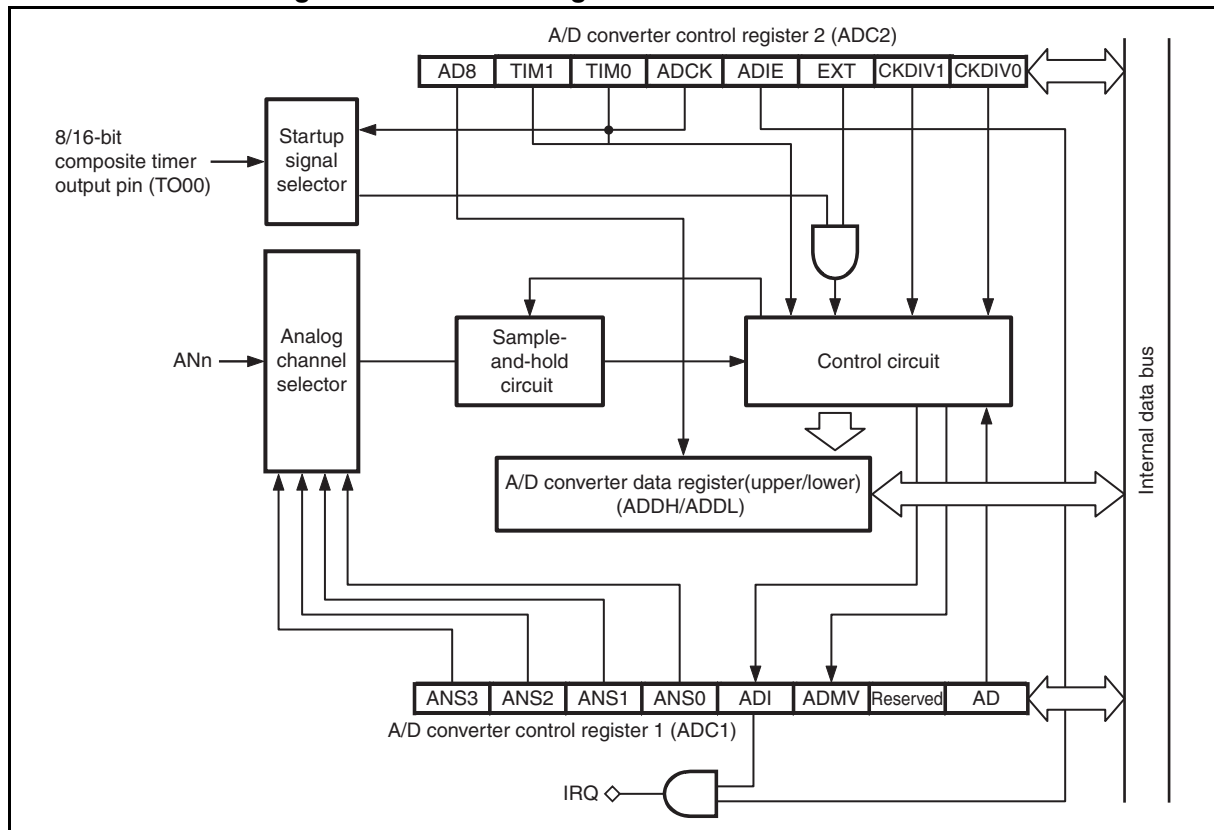 A/D converter control register 2 (ADC2)
AD8 TIM1 TIM0 ADCK ADIE EXT CKDIV1 CKDIV0
8/16-bit
composite timer
output pin (TO00)
Startup
signal
selector
ANn
Analog
channel
selector
Sample-
and-hold
circuit
Control circuit
Internal data bus
A/D converter data register(upper/lower)
(ADDH/ADDL)
ANS3 ANS2 ANS1 ANS0 ADI ADMV Reserved AD
A/D converter control register 1 (ADC1)
IRQ